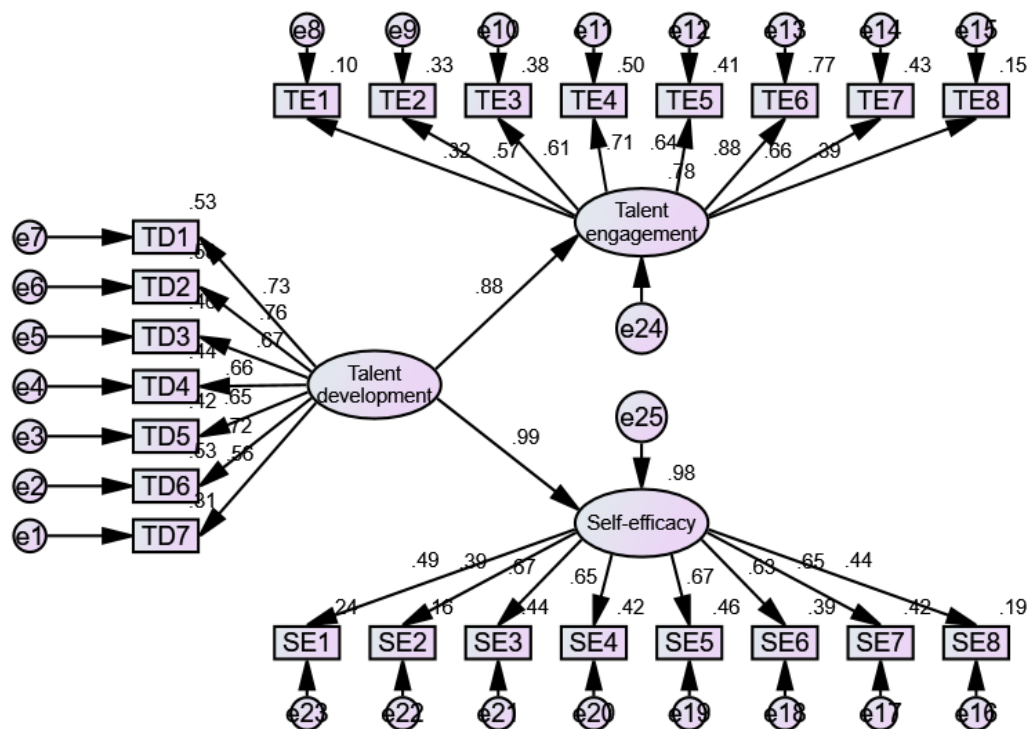 e8 e9 e10 e11 e12 e13 e14 e15
.10 .33 .38 .50 .41 .77 .43 .15
TE1 TE2 TE3 TE4 TE5 TE6 TE7 TE8
.32 .57 .61 .71 .64 .88 .66 .39
.78
Talent
engagement
e24
.88
.53
e7 TD1
e6 TD2
.46
e5 TD3
.44
e4 TD4
.42
e3 TD5
.53
e2 TD6
.31
e1 TD7
.73
.76
.67
.66
.65
.72
.56
Talent
development
.99
e25
.98
Self-efficacy
.49 .39 .67 .65 .67 .63 .65 .44
.24 .16 .44 .42 .46 .39 .42 .19
SE1 SE2 SE3 SE4 SE5 SE6 SE7 SE8
e23 e22 e21 e20 e19 e18 e17 e16